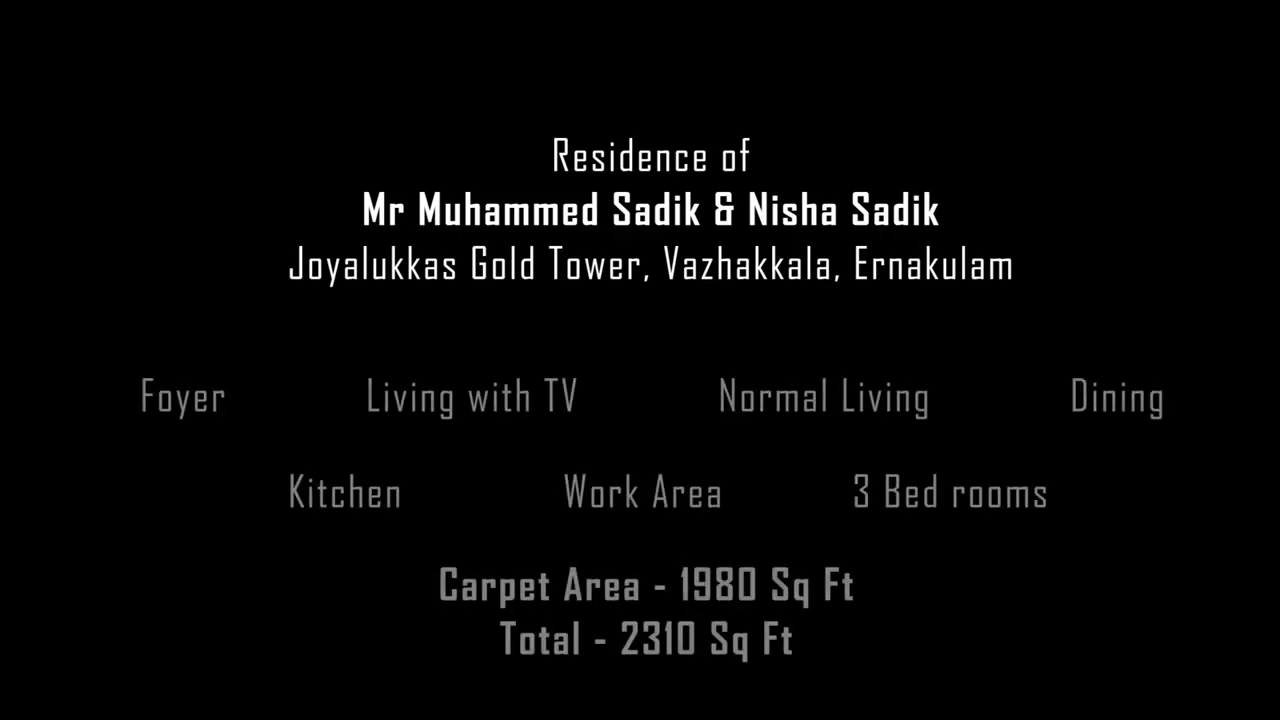 Residence of
Mr Muhammed Sadik & Nisha Sadik
Joyalukkas Gold Tower, Vazhakkala, Ernakulam
Foyer Living with TV Normal Living Dining
Kitchen Work Area 3 Bed rooms
Carpet Area - 1980 Sq Ft
Total - 2310 Sq Ft